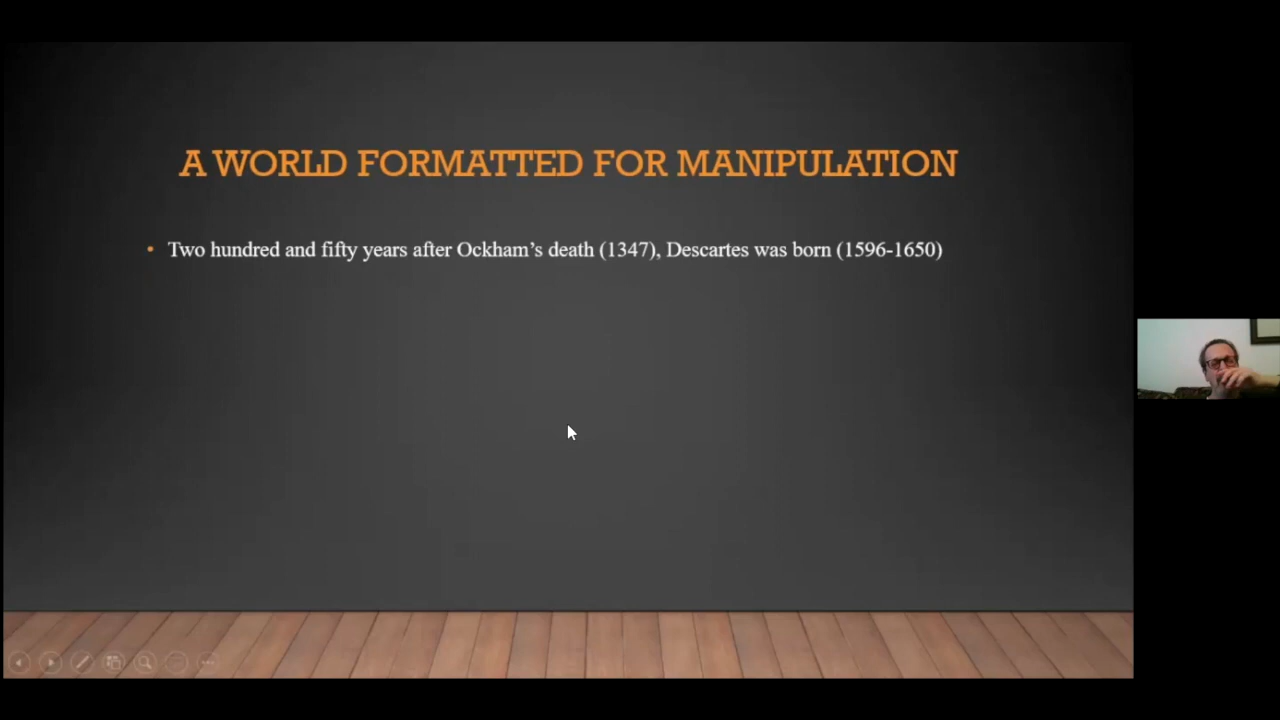 A WORLD FORMATTED FOR MANIPULATION
• Two hundred and fifty years after Ockham’s death (1347), Descartes was born (1596-1650)